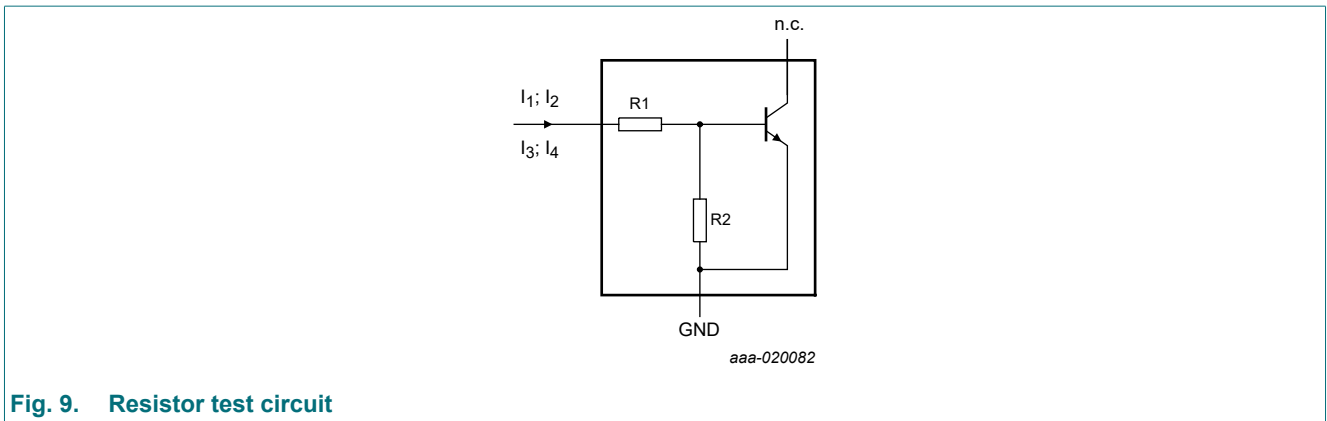 n.c.
I1; I2
R1
I3; I4
R2
GND
aaa-020082
Fig. 9. Resistor test circuit